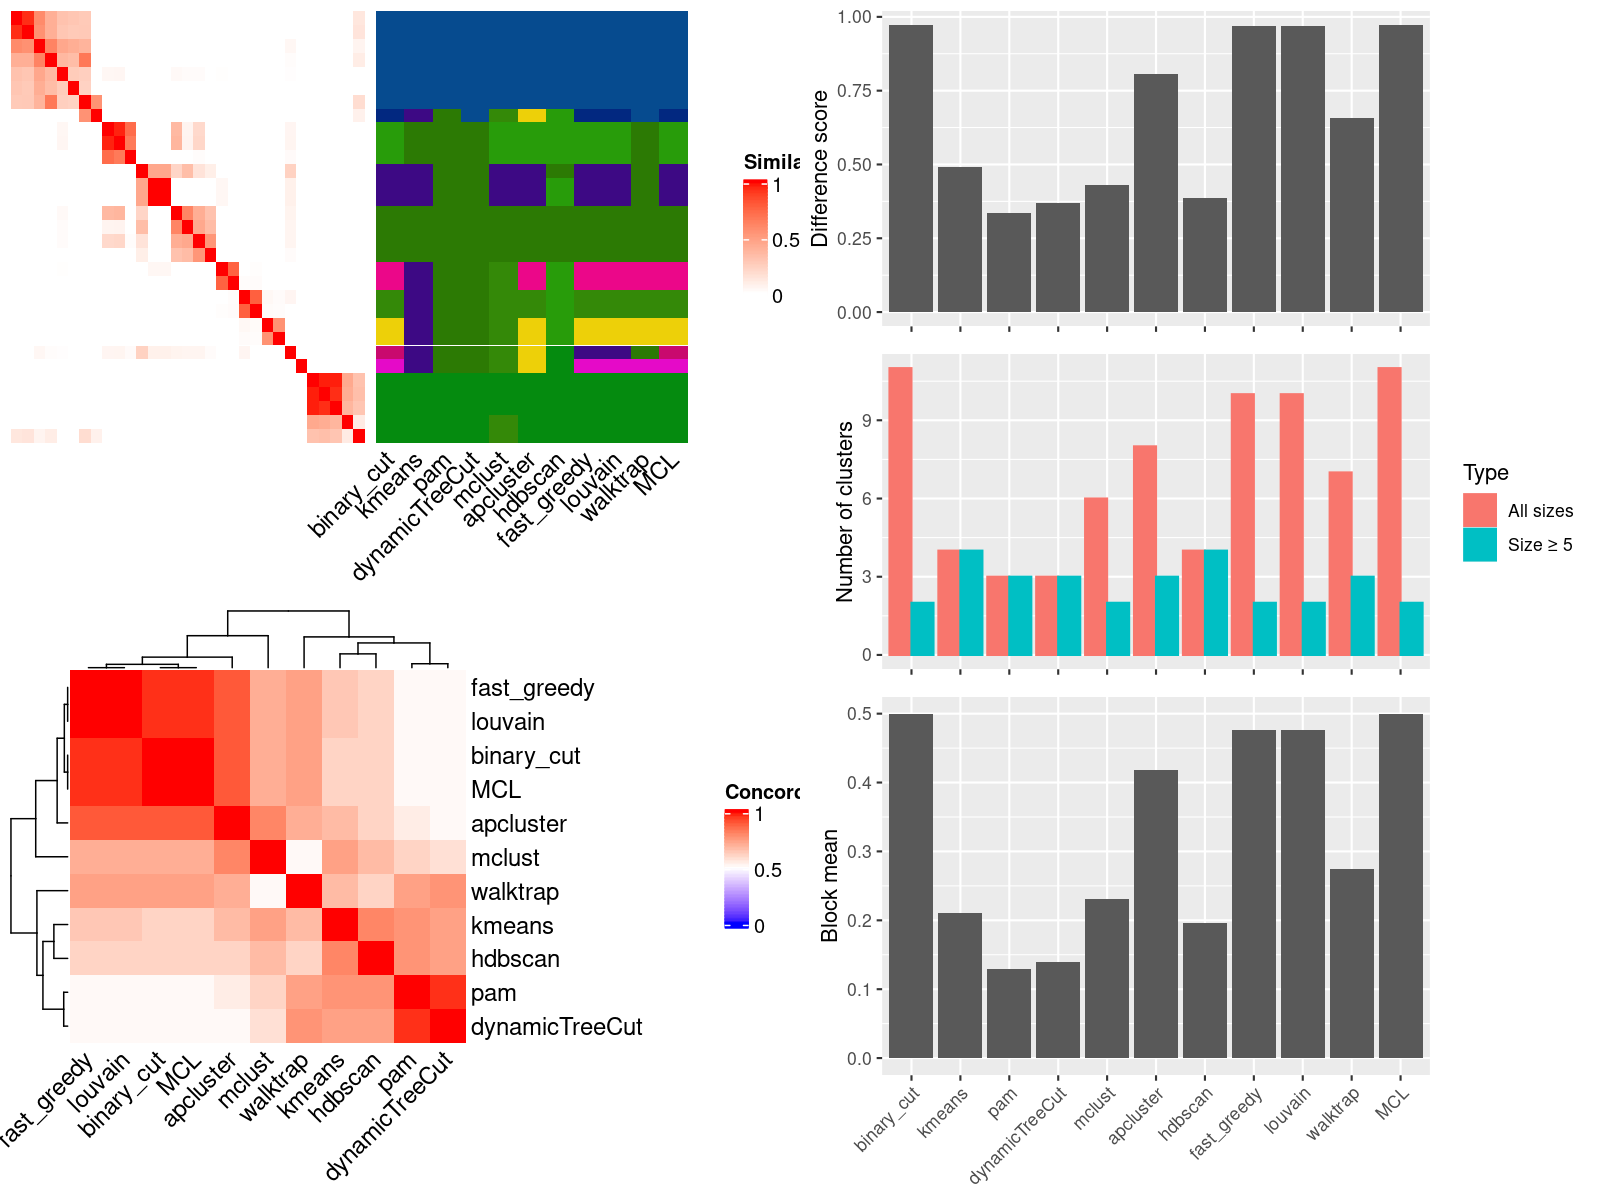 Simila
1
0.5
0
binary_cut
kmeans
pam
dynamicTreeCut
mclust
apcluster
hdbscan
fast_greedy
louvain
walktrap
MCL
fast_greedy
louvain
binary_cut
MCL
apcluster
mclust
walktrap
kmeans
hdbscan
pam
dynamicTreeCut
Concord
1
0.5
0
fast_greedy
louvain
binary_cut
MCL
apcluster
mclust
walktrap
kmeans
hdbscan
pam
dynamicTreeCut
Difference score
1.00
0.75
0.50
0.25
0.00
Number of clusters
9
6
3
0
Type
All sizes
Size ≥ 5
Block mean
0.5
0.4
0.3
0.2
0.1
0.0
binary_cut
kmeans
pam
dynamicTreeCut
mclust
apcluster
hdbscan
fast_greedy
louvain
walktrap
MCL